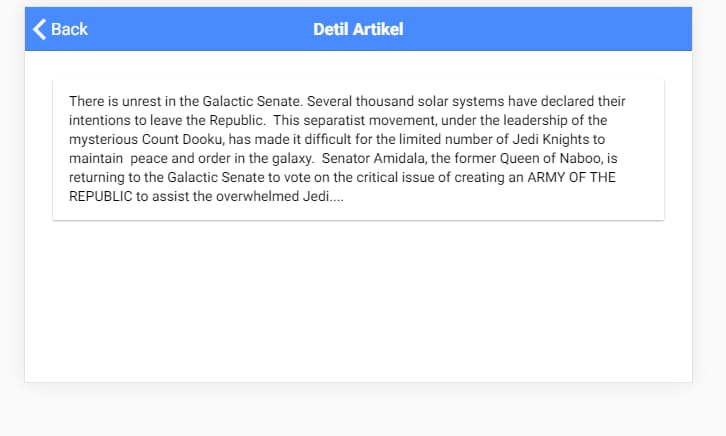 Back
Detil Artikel
There is unrest in the Galactic Senate. Several thousand solar systems have declared their
intentions to leave the Republic.  This separatist movement, under the leadership of the
mysterious Count Dooku, has made it difficult for the limited number of Jedi Knights to
maintain  peace and order in the galaxy.  Senator Amidala, the former Queen of Naboo, is
returning to the Galactic Senate to vote on the critical issue of creating an ARMY OF THE
REPUBLIC to assist the overwhelmed Jedi....